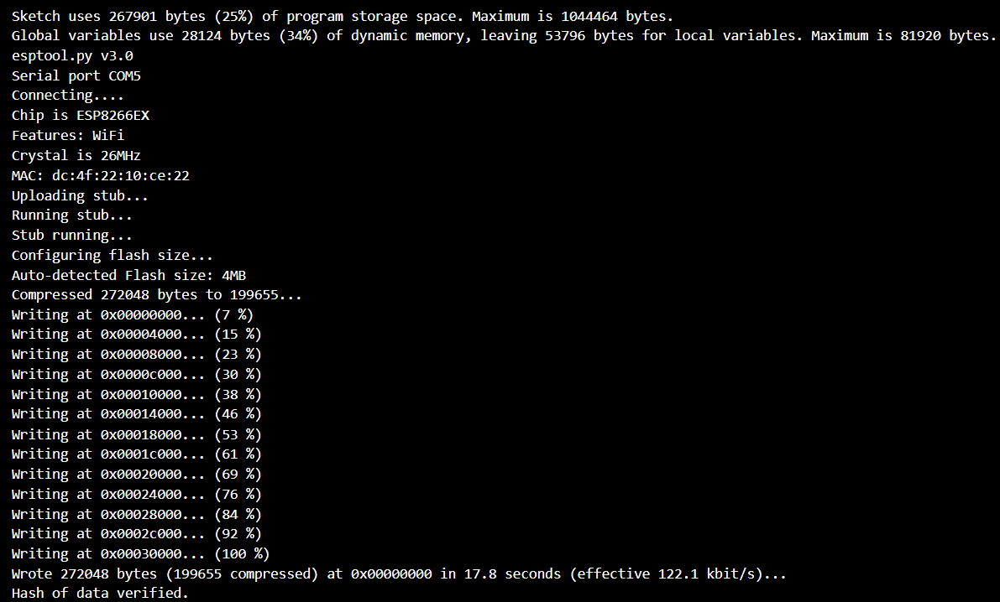 Sketch uses 267901 bytes (25%) of program storage space. Maximum is 1044464 bytes.
Global variables use 28124 bytes (34%) of dynamic memory, leaving 53796 bytes for local variables. Maximum is 81920 bytes.
esptool.py v3.0
Serial port COM5
Connecting....
Chip is ESP8266EX
Features: WiFi
Crystal is 26MHz
MAC: dc:4f:22:10:ce:22
Uploading stub...
Running stub...
Stub running...
Configuring flash size...
Auto-detected Flash size: 4MB
Compressed 272048 bytes to 199655...
Writing at 0x00000000... (7 %)
Writing at 0x00004000... (15 %)
Writing at 0x00008000... (23 %)
Writing at 0x0000c000... (30 %)
Writing at 0x00010000... (38 %)
Writing at 0x00014000... (46 %)
Writing at 0x00018000... (53 %)
Writing at 0x0001c000... (61 %)
Writing at 0x00020000... (69 %)
Writing at 0x00024000... (76 %)
Writing at 0x00028000... (84 %)
Writing at 0x0002c000... (92 %)
Writing at 0x00030000... (100 %)
Wrote 272048 bytes (199655 compressed) at 0x00000000 in 17.8 seconds (effective 122.1 kbit/s)...
Hash of data verified.